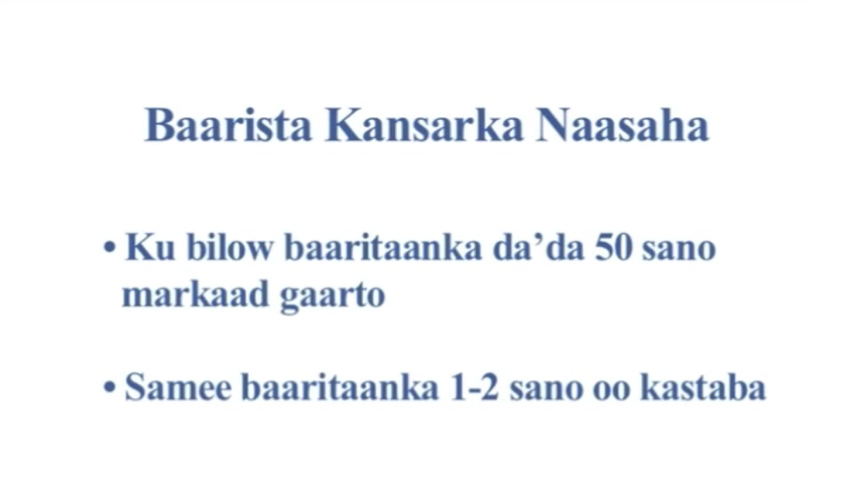 Baarista Kansarka Naasaha
• Ku bilow baaritaanka da’da 50 sano
markaad gaarto
• Samee baaritaanka 1-2 sano oo kastaba